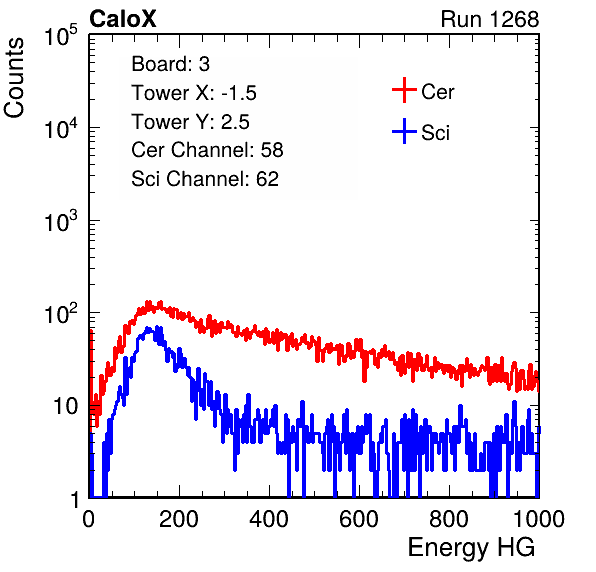 CaloX Run 1268
Counts
Board: 3
Tower X: -1.5
Tower Y: 2.5
Cer Channel: 58
Sci Channel: 62
Cer
Sci
10^5
10^4
10^3
10^2
10
1
0 200 400 600 800 1000
Energy HG